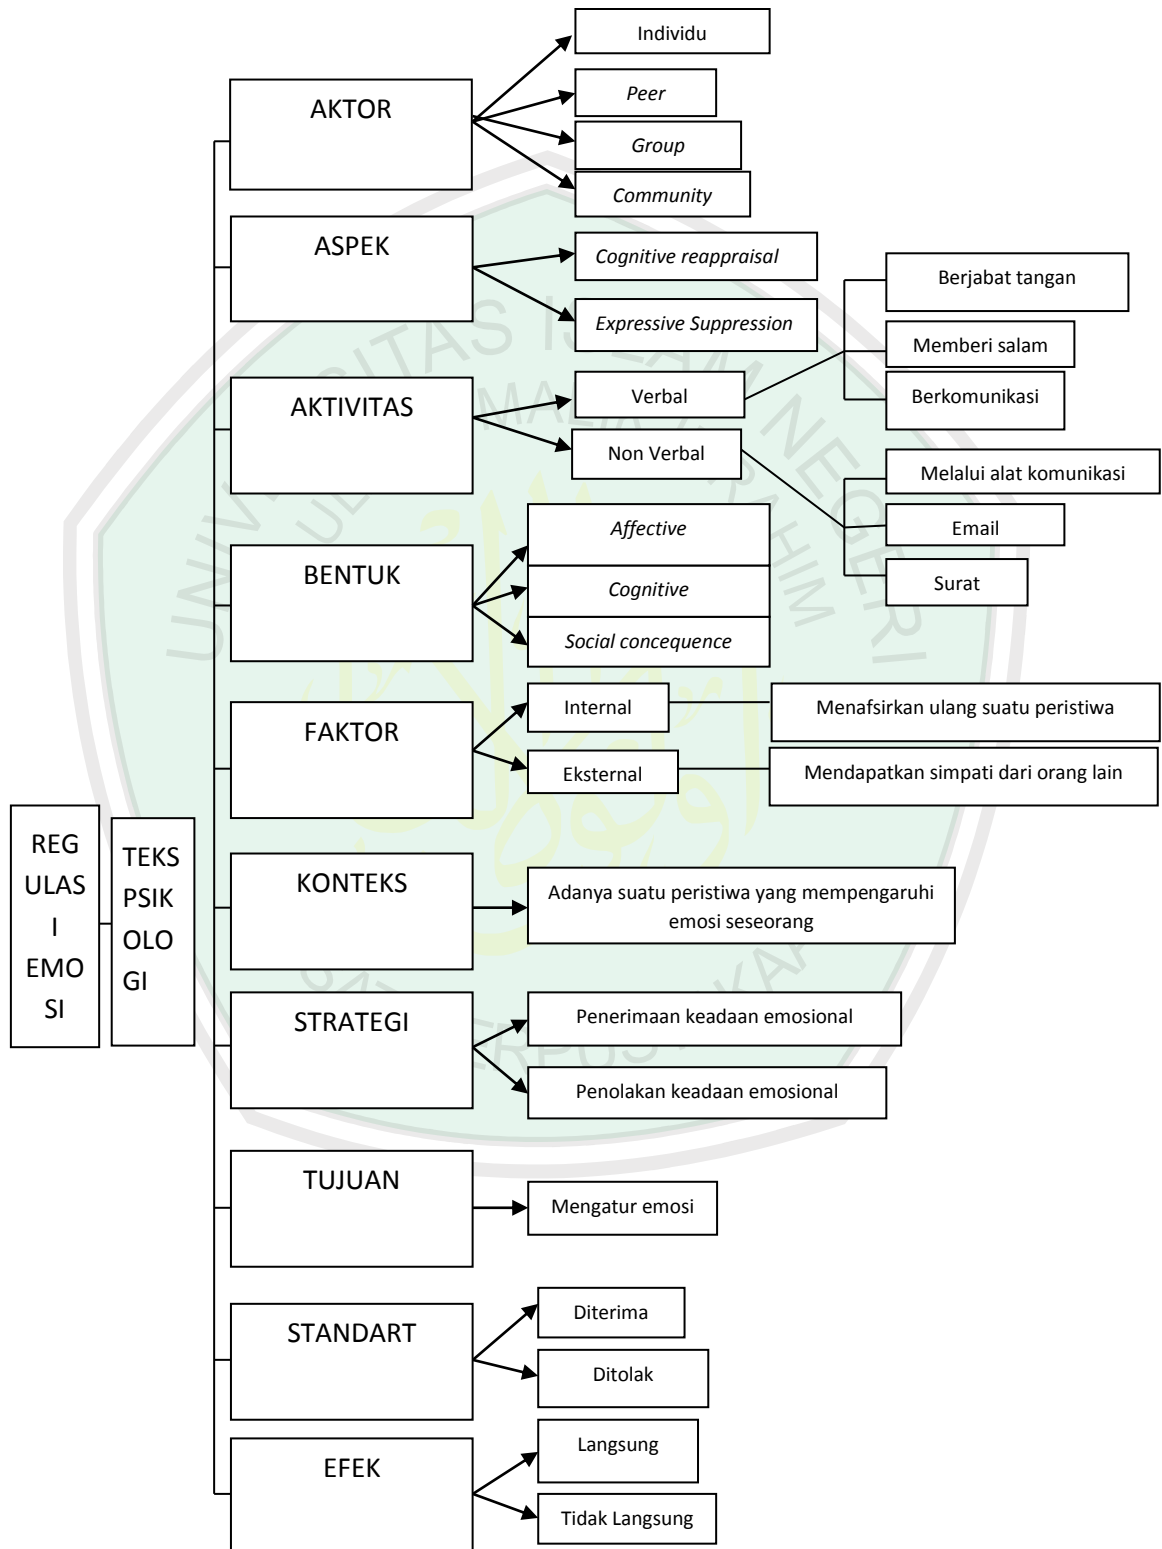 Individu
AKTOR
Peer
Group
Community
ASPEK
Cognitive reappraisal
Expressive Suppression
Berjabat tangan
Memberi salam
Berkomunikasi
AKTIVITAS
Verbal
Non Verbal
Melalui alat komunikasi
Email
Surat
BENTUK
Affective
Cognitive
Social concequence
FAKTOR
Internal
Menafsirkan ulang suatu peristiwa
Eksternal
Mendapatkan simpati dari orang lain
REG
ULAS
I
EMO
SI
TEKS
PSIK
OLO
GI
KONTEKS
Adanya suatu peristiwa yang mempengaruhi
emosi seseorang
STRATEGI
Penerimaan keadaan emosional
Penolakan keadaan emosional
TUJUAN
Mengatur emosi
STANDART
Diterima
Ditolak
EFEK
Langsung
Tidak Langsung